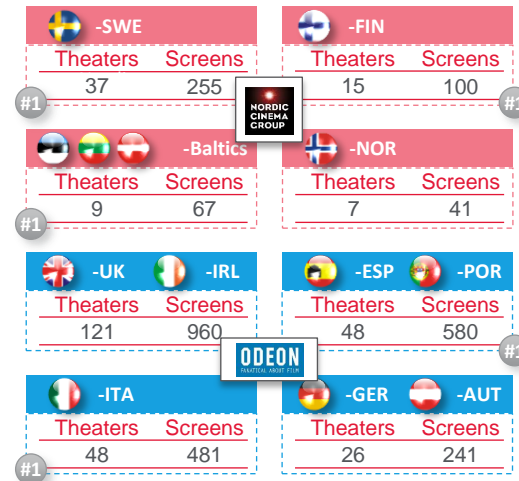 -SWE
Theaters Screens
37 255
#1
-FIN
Theaters Screens
15 100
#1
NORDIC
CINEMA
GROUP
-Baltics
Theaters Screens
9 67
#1
-NOR
Theaters Screens
7 41
-UK -IRL
Theaters Screens
121 960
-ESP -POR
Theaters Screens
48 580
#1
ODEON
FANATICAL ABOUT FILM
-ITA
Theaters Screens
48 481
#1
-GER -AUT
Theaters Screens
26 241